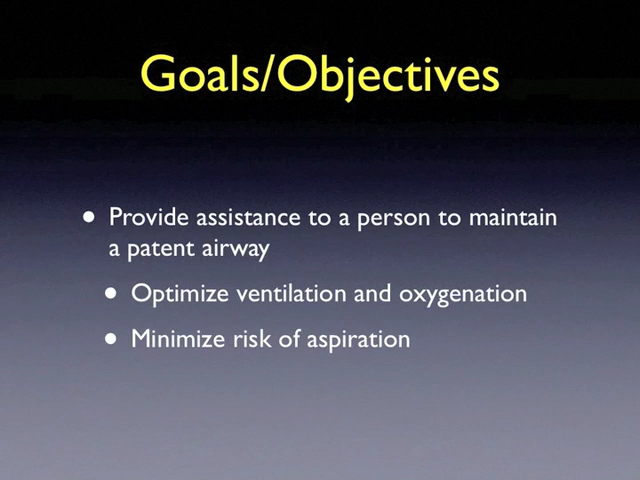 Goals/Objectives
• Provide assistance to a person to maintain
a patent airway
• Optimize ventilation and oxygenation
• Minimize risk of aspiration